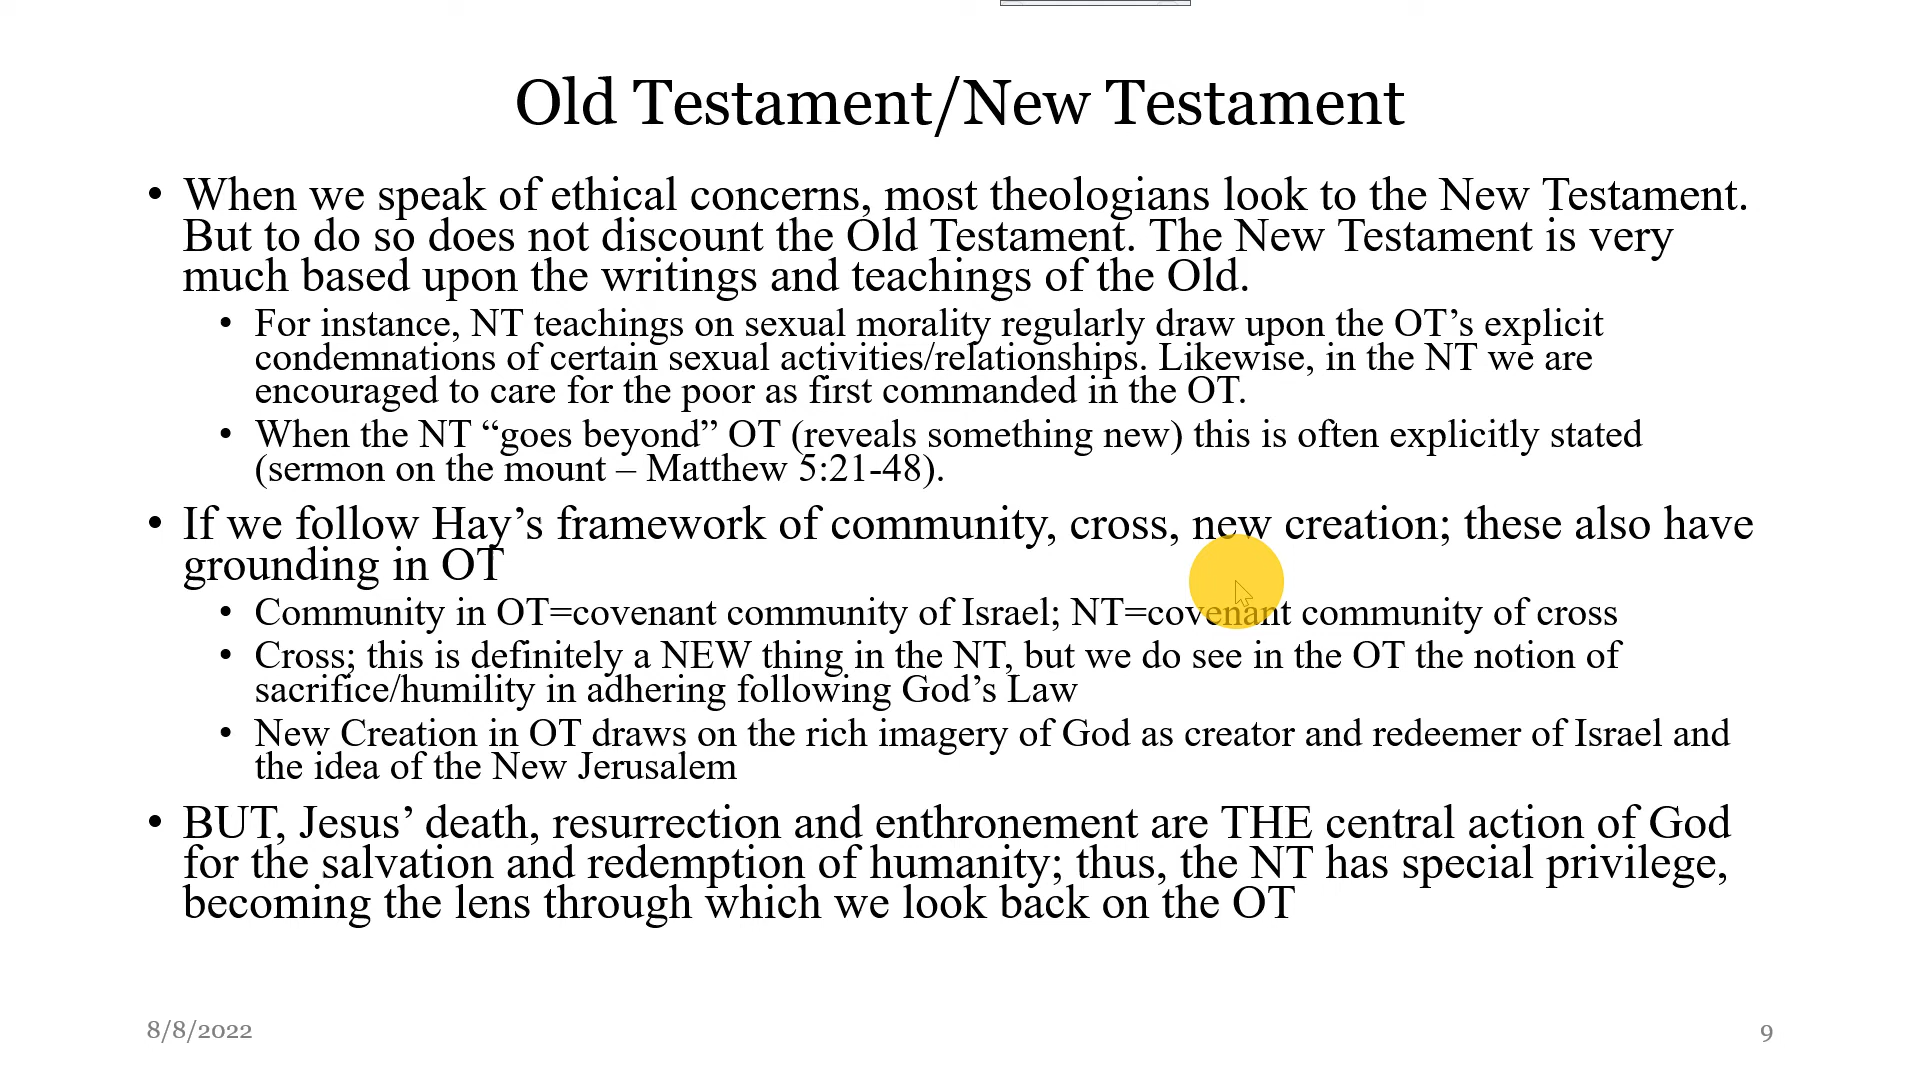 Old Testament/New Testament
• When we speak of ethical concerns, most theologians look to the New Testament.
But to do so does not discount the Old Testament. The New Testament is very
much based upon the writings and teachings of the Old.
• For instance, NT teachings on sexual morality regularly draw upon the OT’s explicit
condemnations of certain sexual activities/relationships. Likewise, in the NT we are
encouraged to care for the poor as first commanded in the OT.
• When the NT “goes beyond” OT (reveals something new) this is often explicitly stated
(sermon on the mount – Matthew 5:21-48).
• If we follow Hay’s framework of community, cross, new creation; these also have
grounding in OT
• Community in OT=covenant community of Israel; NT=covenant community of cross
• Cross; this is definitely a NEW thing in the NT, but we do see in the OT the notion of
sacrifice/humility in adhering following God’s Law
• New Creation in OT draws on the rich imagery of God as creator and redeemer of Israel and
the idea of the New Jerusalem
• BUT, Jesus’ death, resurrection and enthronement are THE central action of God
for the salvation and redemption of humanity; thus, the NT has special privilege,
becoming the lens through which we look back on the OT
8/8/2022
9